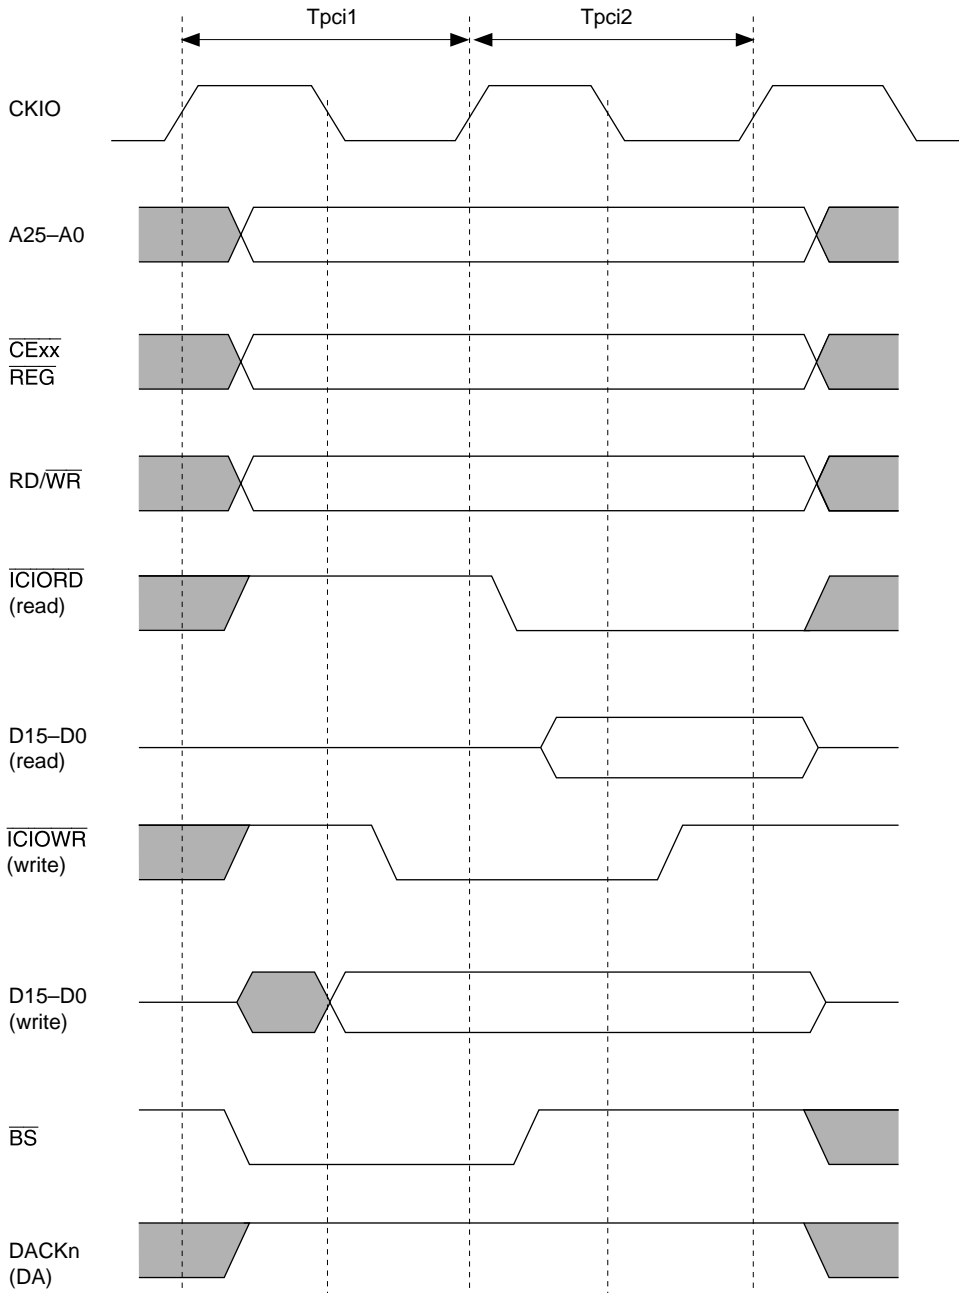 Tpci1 Tpci2
CKIO
A25–A0
CExx
REG
RD/WR
ICIORD
(read)
D15–D0
(read)
ICIOWR
(write)
D15–D0
(write)
BS
DACKn
(DA)